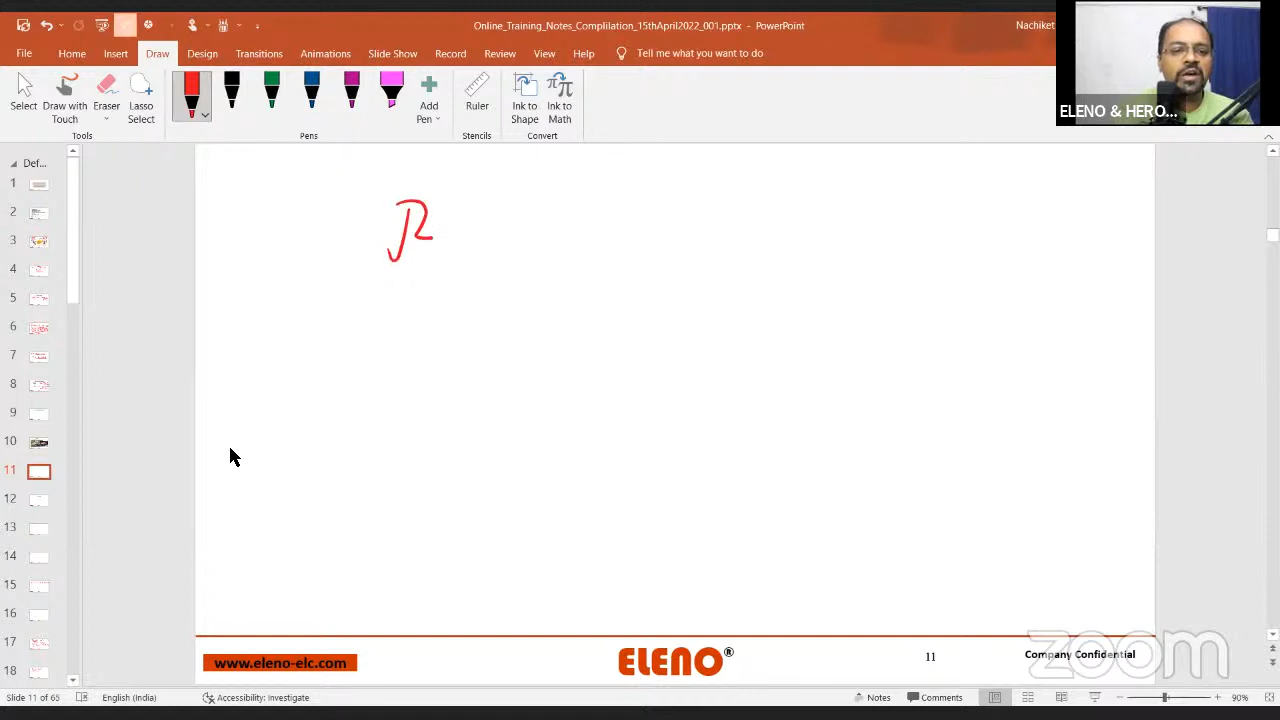 Online_Training_Notes_Complilation_15thApril2022_001.pptx - PowerPoint
Nachiket
File Home Insert Draw Design Transitions Animations Slide Show Record Review View Help Tell me what you want to do
Select
Draw with Touch
Eraser
Lasso Select
Add Pen
Ruler
Ink to Shape
Ink to Math
Tools
Pens
Stencils
Convert
ELENO & HERO...
Def...
1
2
3
4
5
6
7
8
9
10
11
12
13
14
15
16
17
18
R
www.eleno-elc.com
ELENO®
11
Company Confidential
zoom
Slide 11 of 65 English (India) Accessibility: Investigate Notes Comments 90%